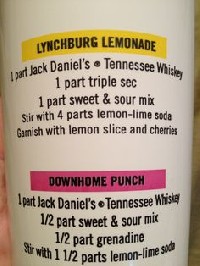 LYNCHBURG LEMONADE
1 part Jack Daniel's ® Tennessee Whiskey
1 part triple sec
1 part sweet & sour mix
Stir with 4 parts lemon-lime soda
Garnish with lemon slice and cherries
DOWNHOME PUNCH
1 part Jack Daniel's ® Tennessee Whiskey
1/2 part sweet & sour mix
1/2 part grenadine
Stir with 1 1/2 parts lemon-lime soda